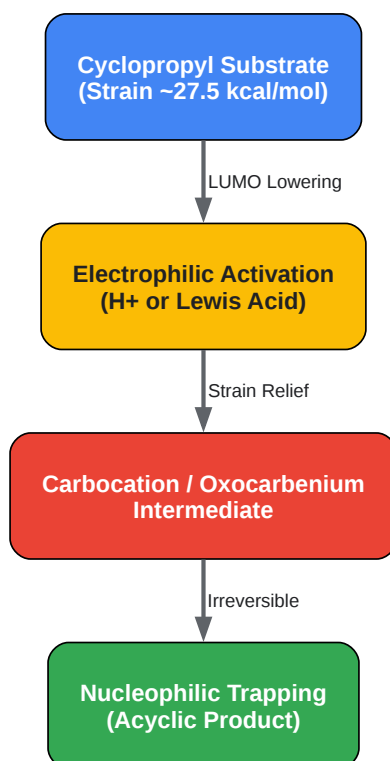 Cyclopropyl Substrate
(Strain ~27.5 kcal/mol)
LUMO Lowering
Electrophilic Activation
(H+ or Lewis Acid)
Strain Relief
Carbocation / Oxocarbenium
Intermediate
Irreversible
Nucleophilic Trapping
(Acyclic Product)